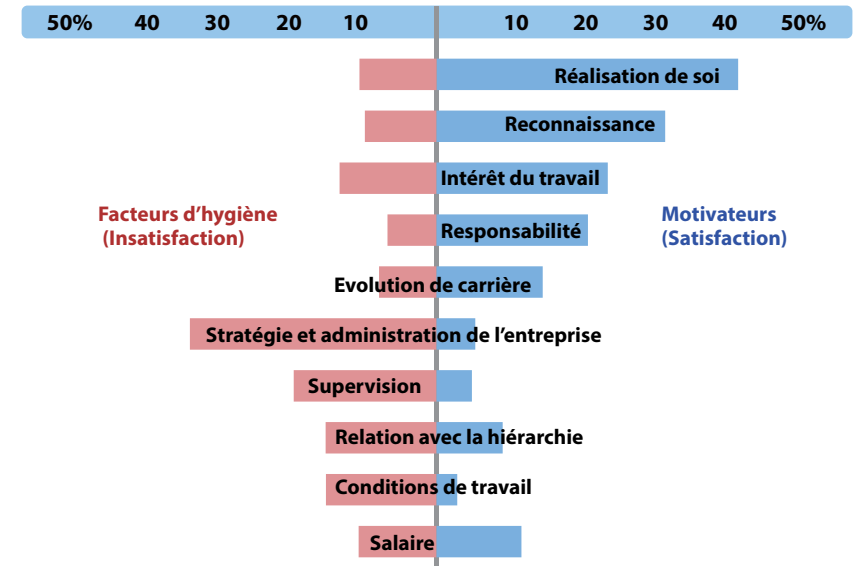 50% 40 30 20 10 10 20 30 40 50%
Réalisation de soi
Reconnaissance
Intérêt du travail
Facteurs d’hygiène
(Insatisfaction)
Motivateurs
(Satisfaction)
Responsabilité
Evolution de carrière
Stratégie et administration de l’entreprise
Supervision
Relation avec la hiérarchie
Conditions de travail
Salaire